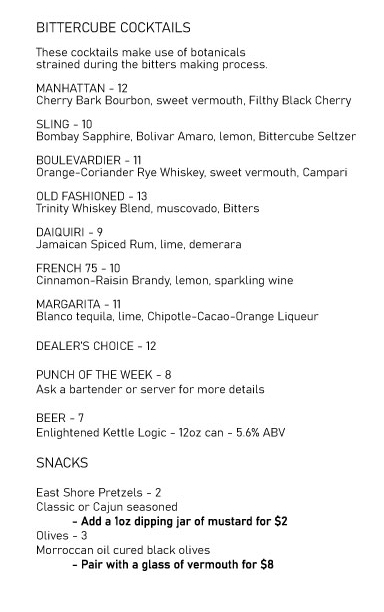 BITTERCUBE COCKTAILS
These cocktails make use of botanicals
strained during the bitters making process.
MANHATTAN - 12
Cherry Bark Bourbon, sweet vermouth, Filthy Black Cherry
SLING - 10
Bombay Sapphire, Bolivar Amaro, lemon, Bittercube Seltzer
BOULEVARDIER - 11
Orange-Coriander Rye Whiskey, sweet vermouth, Campari
OLD FASHIONED - 13
Trinity Whiskey Blend, muscovado, Bitters
DAIQUIRI - 9
Jamaican Spiced Rum, lime, demerara
FRENCH 75 - 10
Cinnamon-Raisin Brandy, lemon, sparkling wine
MARGARITA - 11
Blanco tequila, lime, Chipotle-Cacao-Orange Liqueur
DEALER'S CHOICE - 12
PUNCH OF THE WEEK - 8
Ask a bartender or server for more details
BEER - 7
Enlightened Kettle Logic - 12oz can - 5.6% ABV
SNACKS
East Shore Pretzels - 2
Classic or Cajun seasoned
- Add a 1oz dipping jar of mustard for $2
Olives - 3
Morroccan oil cured black olives
- Pair with a glass of vermouth for $8